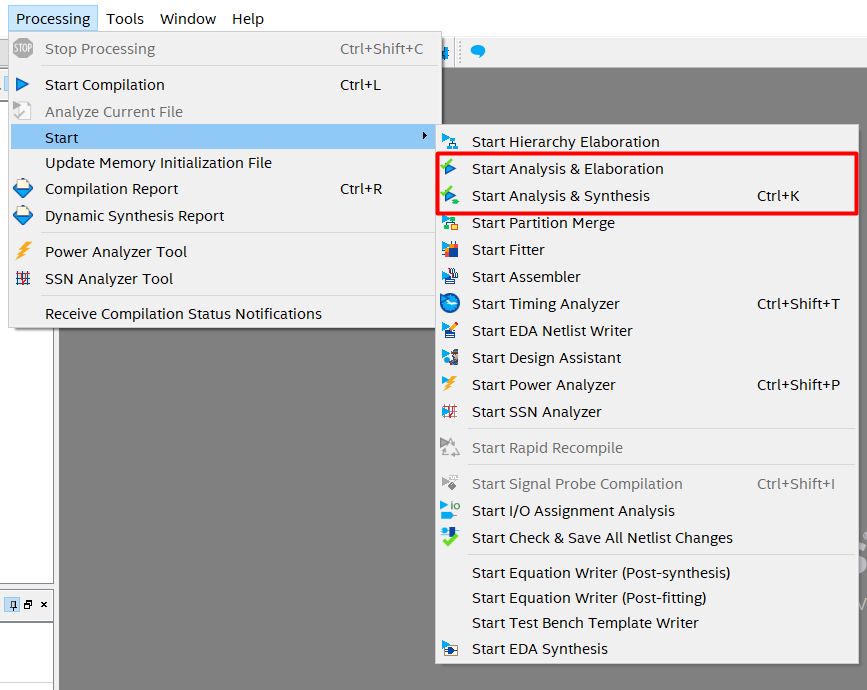 Processing Tools Window Help
STOP Stop Processing Ctrl+Shift+C
Start Compilation Ctrl+L
Analyze Current File
Start
Update Memory Initialization File
Compilation Report Ctrl+R
Dynamic Synthesis Report
Power Analyzer Tool
SSN Analyzer Tool
Receive Compilation Status Notifications
Start Hierarchy Elaboration
Start Analysis & Elaboration
Start Analysis & Synthesis Ctrl+K
Start Partition Merge
Start Fitter
Start Assembler
Start Timing Analyzer Ctrl+Shift+T
Start EDA Netlist Writer
Start Design Assistant
Start Power Analyzer Ctrl+Shift+P
Start SSN Analyzer
Start Rapid Recompile
Start Signal Probe Compilation Ctrl+Shift+I
Start I/O Assignment Analysis
Start Check & Save All Netlist Changes
Start Equation Writer (Post-synthesis)
Start Equation Writer (Post-fitting)
Start Test Bench Template Writer
Start EDA Synthesis